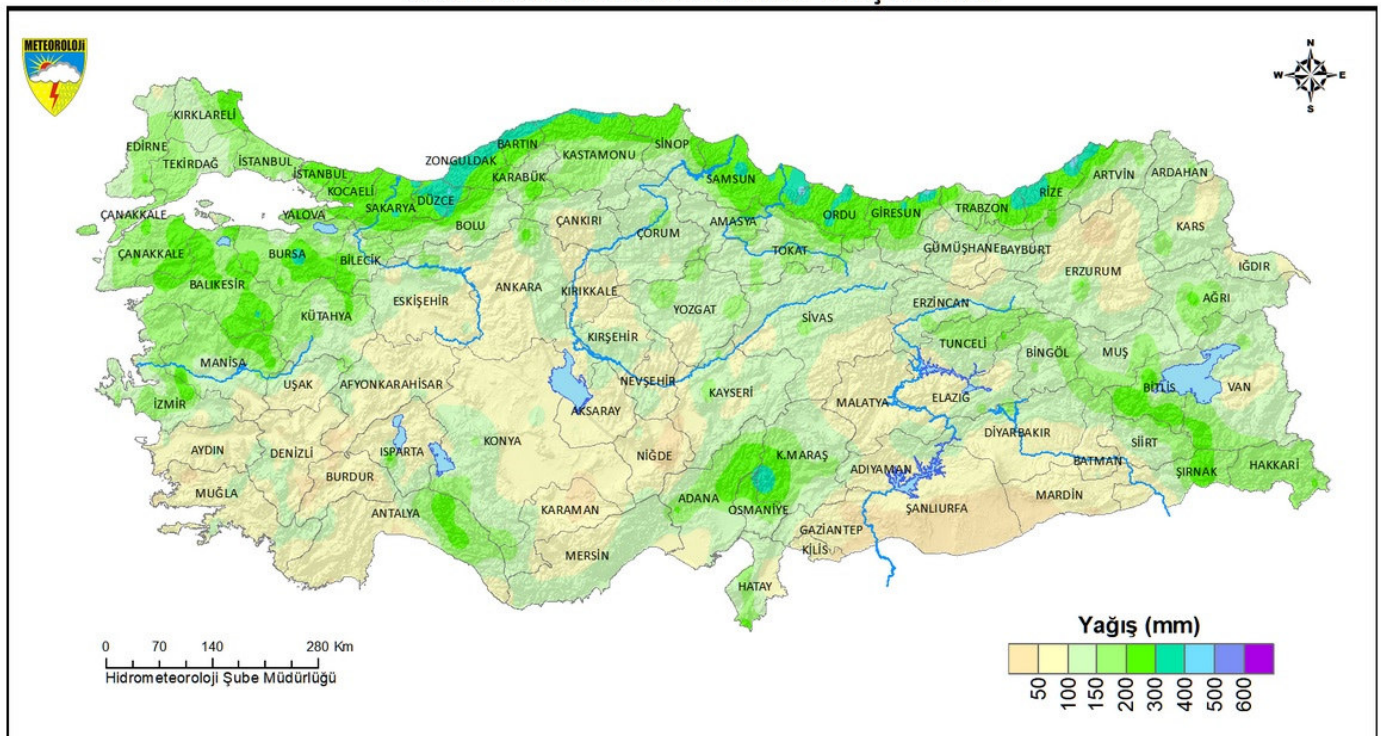 METEOROLOJİ
N
W E
S
KIRKLARELİ
EDİRNE
TEKİRDAĞ
İSTANBUL
İSTANBUL
KOCAELİ
SAKARYA
DÜZCE
ZONGULDAK
BARTIN
KARABÜK
KASTAMONU
SİNOP
SAMSUN
ORDU
GİRESUN
TRABZON
RİZE
ARTVİN
ARDAHAN
ÇANAKKALE
YALOVA
BOLU
ÇANKIRI
ÇORUM
AMASYA
TOKAT
GÜMÜŞHANE
BAYBURT
KARS
ÇANAKKALE
BURSA
BİLECİK
BALIKESİR
KÜTAHYA
ESKİŞEHİR
ANKARA
KIRIKKALE
YOZGAT
SİVAS
ERZİNCAN
ERZURUM
IĞDIR
AĞRI
KIRŞEHİR
TUNCELİ
BİNGÖL
MUŞ
MANİSA
UŞAK
AFYONKARAHİSAR
NEVŞEHİR
KAYSERİ
MALATYA
ELAZIĞ
BİTLİS
VAN
İZMİR
AKSARAY
AYDIN
DENİZLİ
ISPARTA
KONYA
NİĞDE
K.MARAŞ
ADIYAMAN
DİYARBAKIR
BATMAN
SİİRT
ŞIRNAK
HAKKARİ
MUĞLA
BURDUR
ANTALYA
KARAMAN
ADANA
OSMANİYE
GAZİANTEP
ŞANLIURFA
MARDİN
MERSİN
KİLİS
HATAY
0 70 140 280 Km
Hidrometeoroloji Şube Müdürlüğü
Yağış (mm)
50 100 150 200 300 400 500 600